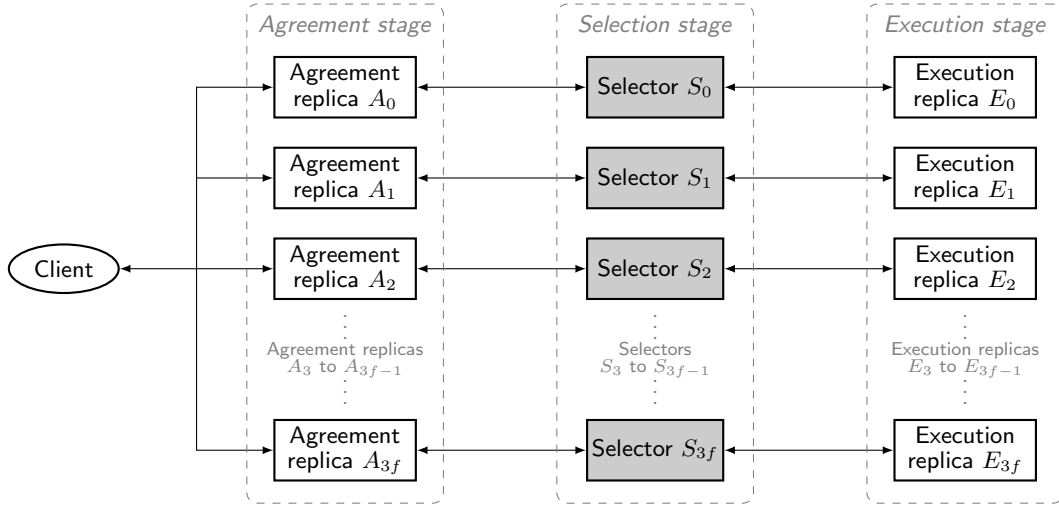 Agreement stage
Selection stage
Execution stage
Agreement
replica A₀
Selector S₀
Execution
replica E₀
Agreement
replica A₁
Selector S₁
Execution
replica E₁
Client
Agreement
replica A₂
Selector S₂
Execution
replica E₂
Agreement replicas
A₃ to A₃f₋₁
Selectors
S₃ to S₃f₋₁
Execution replicas
E₃ to E₃f₋₁
Agreement
replica A₃f
Selector S₃f
Execution
replica E₃f